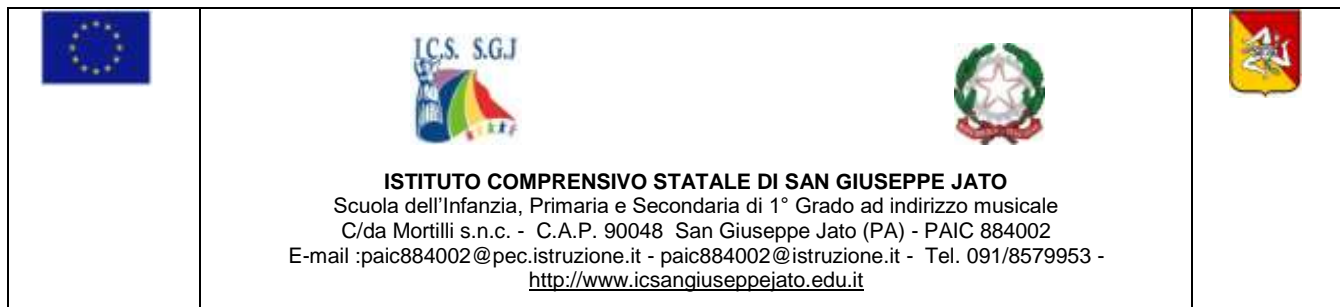 I.C.S. S.G.J
ISTITUTO COMPRENSIVO STATALE DI SAN GIUSEPPE JATO
Scuola dell'Infanzia, Primaria e Secondaria di 1° Grado ad indirizzo musicale
C/da Mortilli s.n.c. - C.A.P. 90048 San Giuseppe Jato (PA) - PAIC 884002
E-mail :paic884002@pec.istruzione.it - paic884002@istruzione.it - Tel. 091/8579953 -
http://www.icsangiuseppejato.edu.it